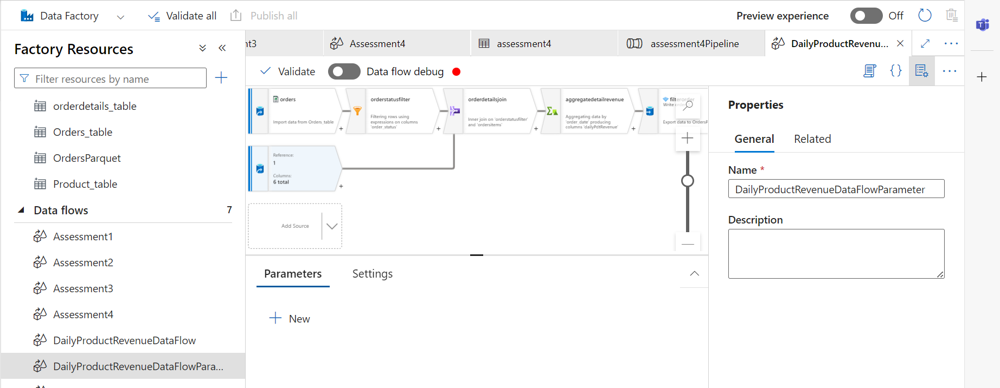 Data Factory
Validate all
Publish all
Preview experience
Off
Factory Resources
Filter resources by name
orderdetails_table
Orders_table
OrdersParquet
Product_table
Data flows 7
Assessment1
Assessment2
Assessment3
Assessment4
DailyProductRevenueDataFlow
DailyProductRevenueDataFlowPara...
nt3
Assessment4
assessment4
assessment4Pipeline
DailyProductRevenu...
Validate
Data flow debug
orders
Import data from Orders_table
orderstatusfilter
Filtering rows using
expressions on columns
'order_status'
orderdetailsjoin
Inner join on 'orderstatusfilter'
and 'ordersitems'
aggregatedetailrevenue
Aggregating data by
'order_date' producing
columns 'dailyPdtRevenue'
filterorder
Write
Export data to OrdersP
Reference:
1
Columns:
6 total
Add Source
Parameters
Settings
New
Properties
General
Related
Name *
DailyProductRevenueDataFlowParameter
Description